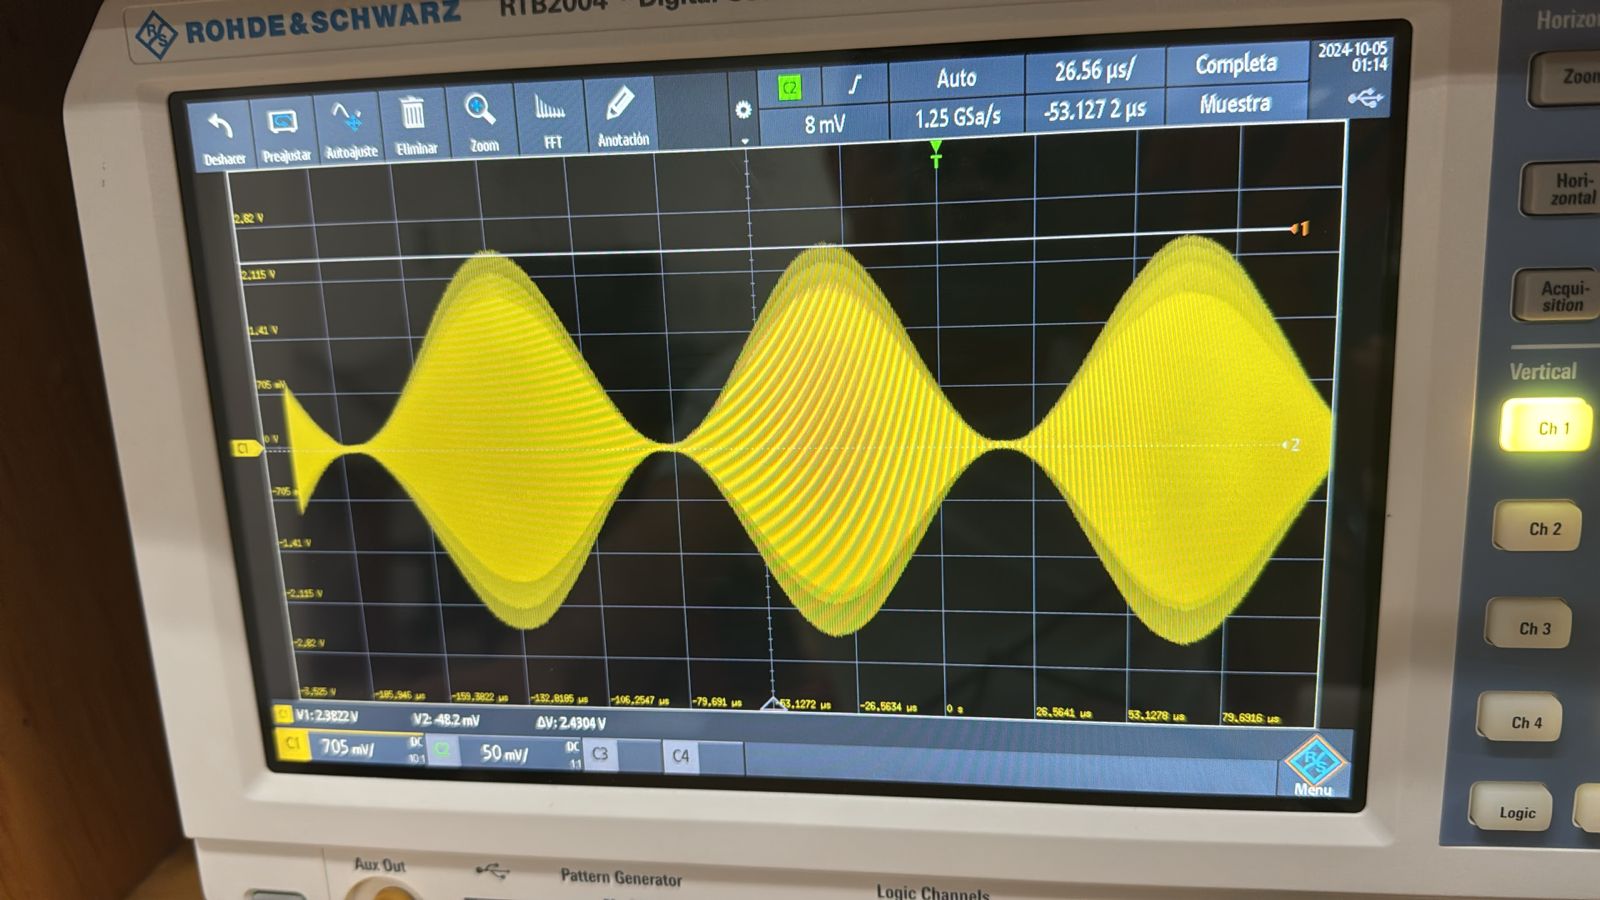 ROHDE&SCHWARZ
RTB2004
Horizo
Zoom
Hori-
zontal
Acqui-
sition
Vertical
Ch 1
Ch 2
Ch 3
Ch 4
Logic
Deshacer
Preajustar
Autoajuste
Eliminar
Zoom
FFT
Anotación
C2
Auto
26.56 µs/
Completa
2024-10-05
01:14
8 mV
1.25 GSa/s
-53.127 2 µs
Muestra
T
2.82 V
1
2.115 V
1.41 V
705 mV
C1
0 V
2
-705 m
-1.41 V
-2.115 V
-2.82 V
-3.525 V
-185.946 µs
-159.3822 µs
-132.8185 µs
-106.2547 µs
-79.691 µs
53.1272 µs
-26.5634 µs
0 s
26.5641 µs
53.1278 µs
79.6916 µs
V1: 2.3822 V
V2: -48.2 mV
ΔV: 2.4304 V
C1
705 mV/
DC
10:1
C2
50 mV/
DC
1:1
C3
C4
Menu
Aux Out
Pattern Generator
Logic Channels